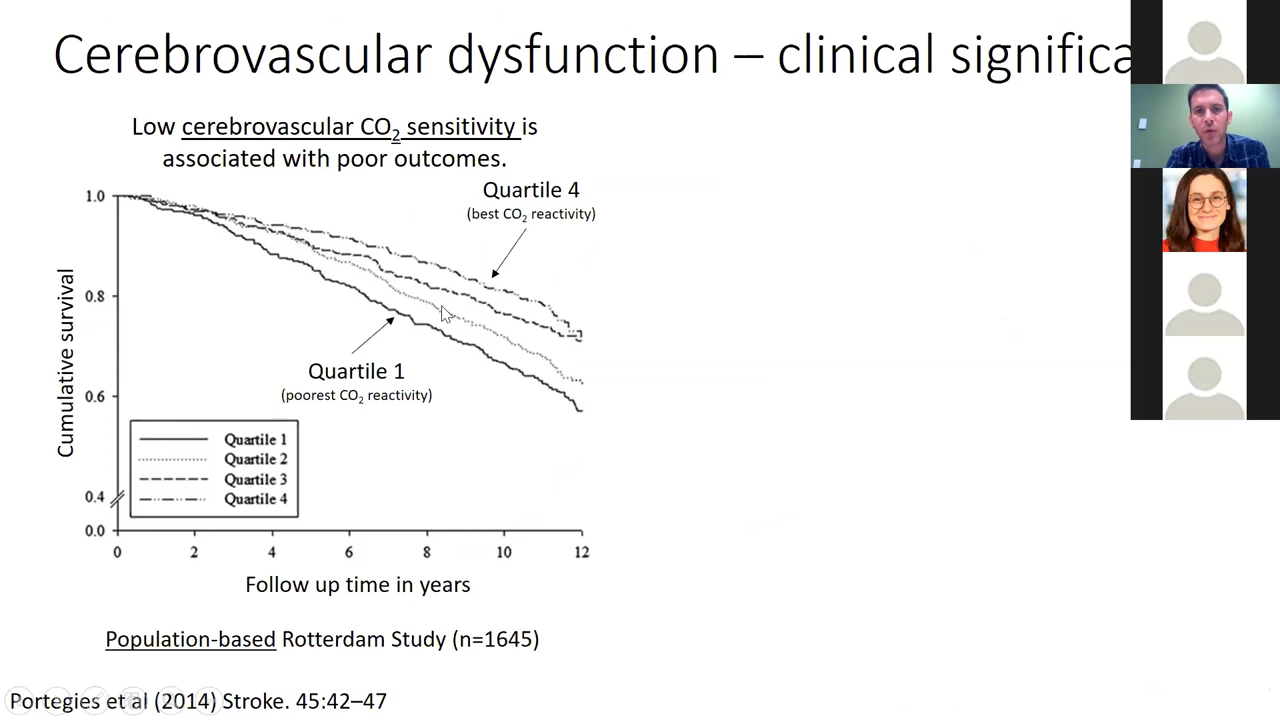 Cerebrovascular dysfunction – clinical significa
Low cerebrovascular CO₂ sensitivity is
associated with poor outcomes.
Quartile 4
(best CO₂ reactivity)
1.0
0.8
0.6
0.4
0.0
Cumulative survival
Quartile 1
(poorest CO₂ reactivity)
Quartile 1
Quartile 2
Quartile 3
Quartile 4
0 2 4 6 8 10 12
Follow up time in years
Population-based Rotterdam Study (n=1645)
Portegies et al (2014) Stroke. 45:42–47